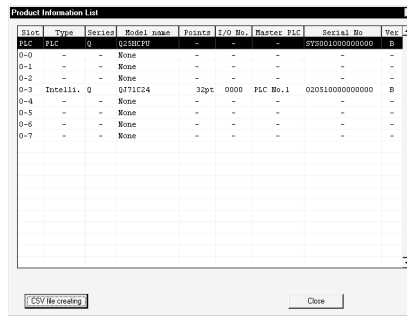 Product Information List
Slot Type Series Model name Points I/O No. Master PLC Serial No Ver
PLC PLC Q Q25HCPU - - - SYS001000000000 B
0-0 - - None - - - - -
0-1 - - None - - - - -
0-2 - - None - - - - -
0-3 Intelli. Q QJ71C24 32pt 0000 PLC No.1 020510000000000 B
0-4 - - None - - - - -
0-5 - - None - - - - -
0-6 - - None - - - - -
0-7 - - None - - - - -
CSV file creating Close